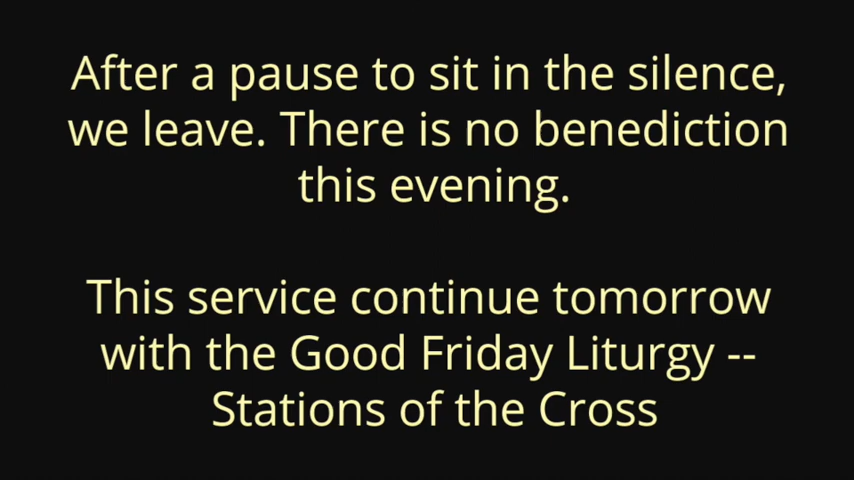 After a pause to sit in the silence,
we leave. There is no benediction
this evening.
This service continue tomorrow
with the Good Friday Liturgy --
Stations of the Cross